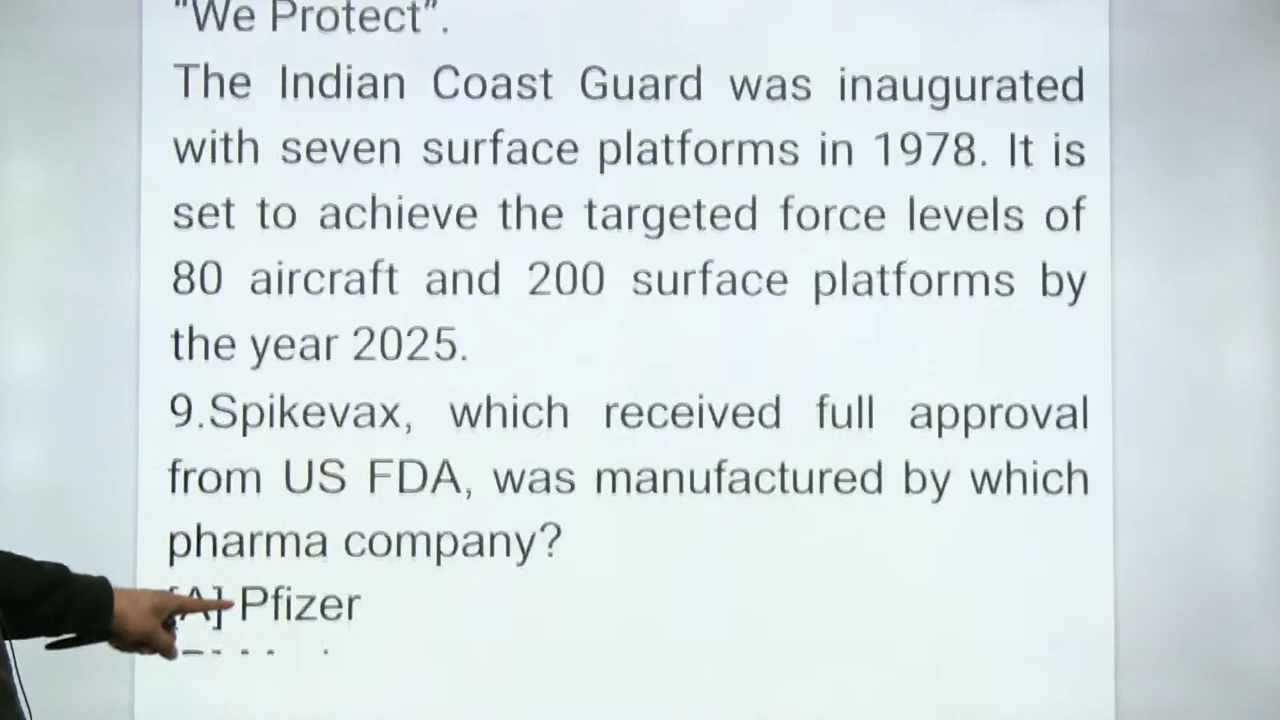 "We Protect".
The Indian Coast Guard was inaugurated
with seven surface platforms in 1978. It is
set to achieve the targeted force levels of
80 aircraft and 200 surface platforms by
the year 2025.
9.Spikevax, which received full approval
from US FDA, was manufactured by which
pharma company?
[A] Pfizer